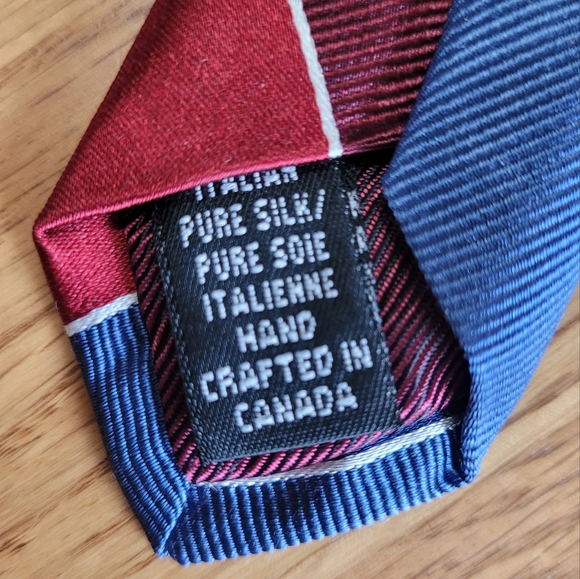 ITALIAN
PURE SILK/
PURE SOIE
ITALIENNE
HAND
CRAFTED IN
CANADA